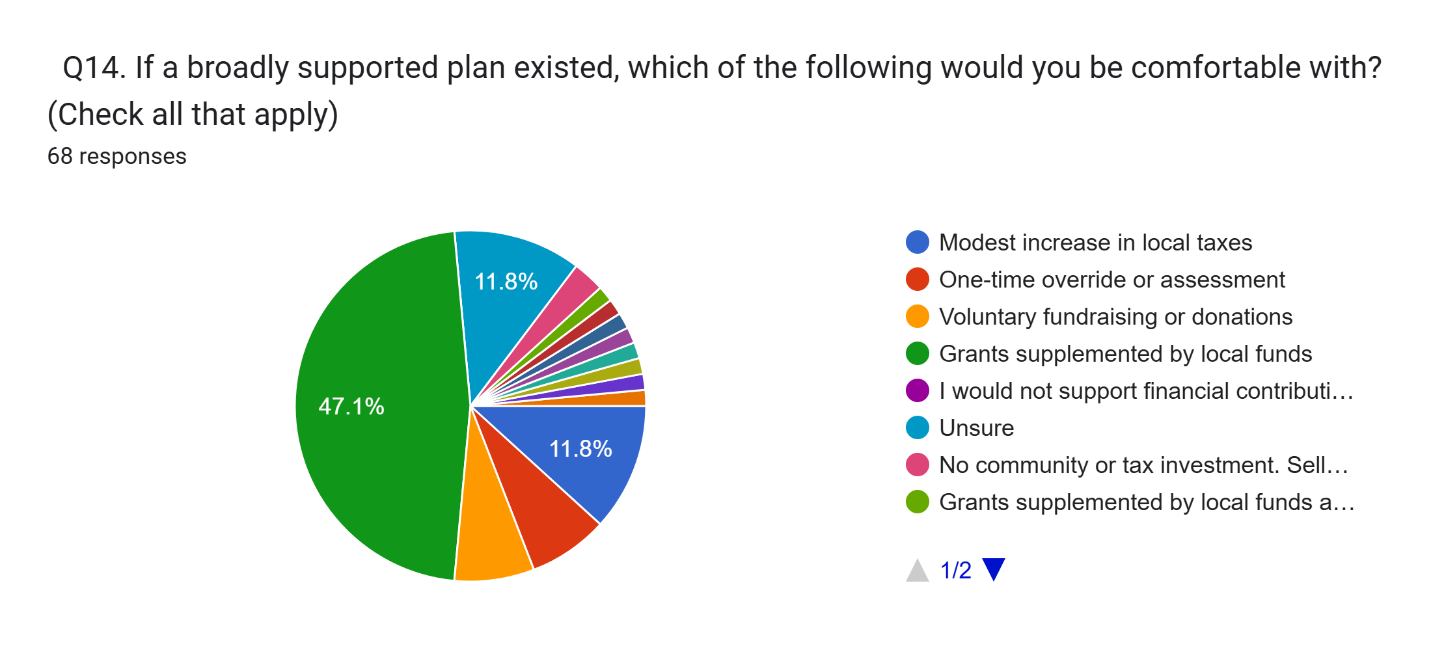 Q14. If a broadly supported plan existed, which of the following would you be comfortable with?
(Check all that apply)
68 responses
11.8%
47.1%
11.8%
Modest increase in local taxes
One-time override or assessment
Voluntary fundraising or donations
Grants supplemented by local funds
I would not support financial contributi…
Unsure
No community or tax investment. Sell…
Grants supplemented by local funds a…
1/2